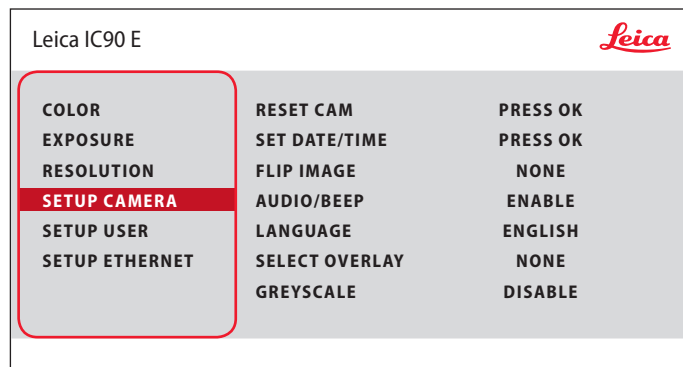 Leica IC90 E
Leica
COLOR RESET CAM PRESS OK
EXPOSURE SET DATE/TIME PRESS OK
RESOLUTION FLIP IMAGE NONE
SETUP CAMERA AUDIO/BEEP ENABLE
SETUP USER LANGUAGE ENGLISH
SETUP ETHERNET SELECT OVERLAY NONE
GREYSCALE DISABLE